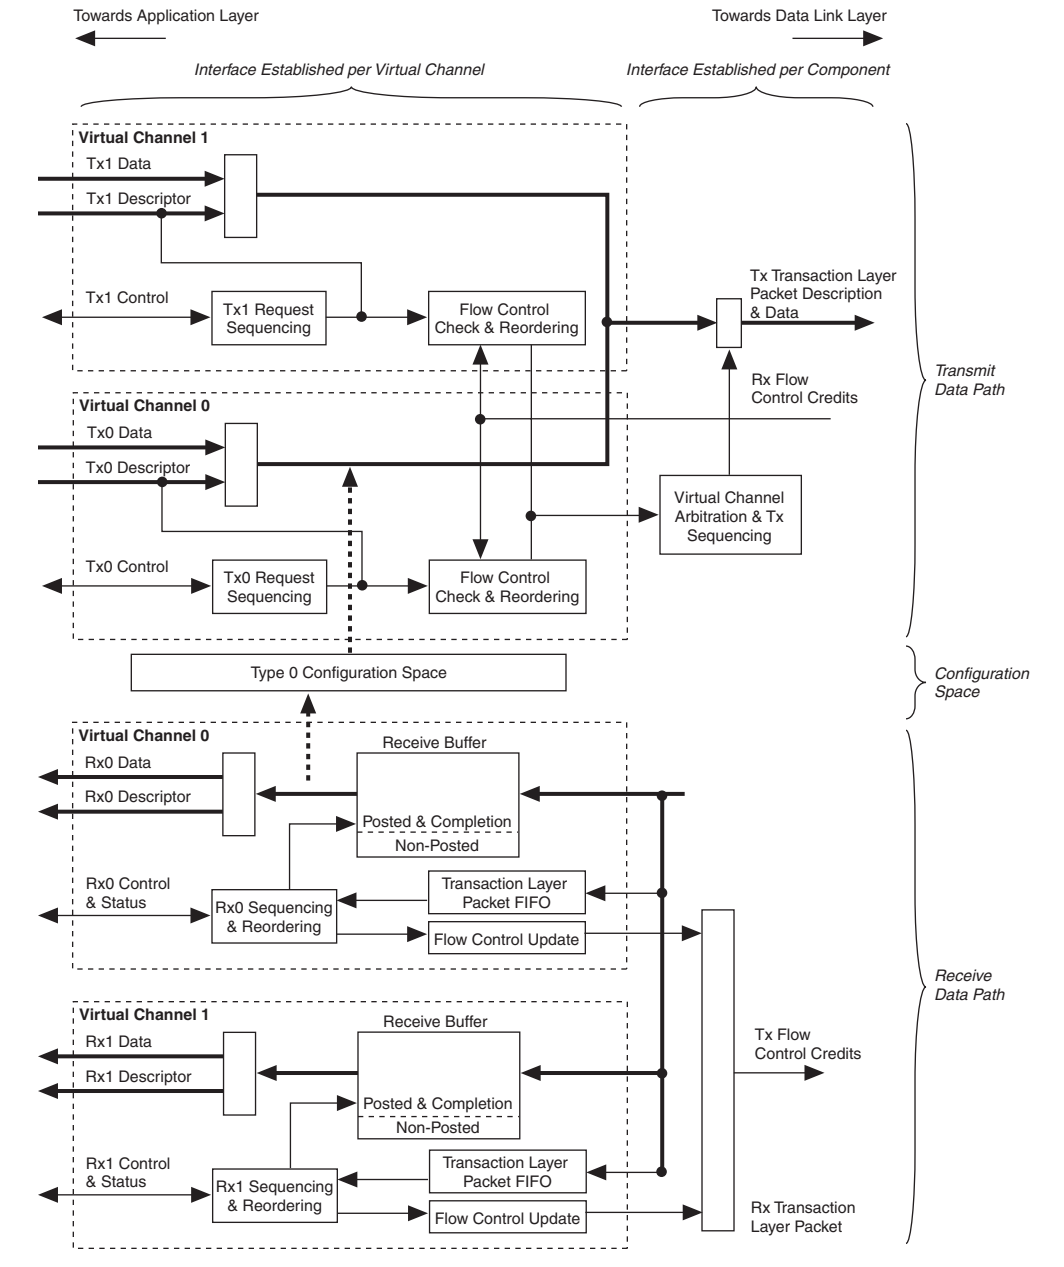 Towards Application Layer
Towards Data Link Layer
Interface Established per Virtual Channel
Interface Established per Component
Virtual Channel 1
Tx1 Data
Tx1 Descriptor
Tx1 Control
Tx1 Request
Sequencing
Flow Control
Check & Reordering
Tx Transaction Layer
Packet Description
& Data
Rx Flow
Control Credits
Transmit
Data Path
Virtual Channel 0
Tx0 Data
Tx0 Descriptor
Tx0 Control
Tx0 Request
Sequencing
Flow Control
Check & Reordering
Virtual Channel
Arbitration & Tx
Sequencing
Type 0 Configuration Space
Configuration
Space
Virtual Channel 0
Rx0 Data
Rx0 Descriptor
Receive Buffer
Posted & Completion
Non-Posted
Rx0 Control
& Status
Rx0 Sequencing
& Reordering
Transaction Layer
Packet FIFO
Flow Control Update
Receive
Data Path
Virtual Channel 1
Rx1 Data
Rx1 Descriptor
Receive Buffer
Posted & Completion
Non-Posted
Tx Flow
Control Credits
Rx1 Control
& Status
Rx1 Sequencing
& Reordering
Transaction Layer
Packet FIFO
Flow Control Update
Rx Transaction
Layer Packet